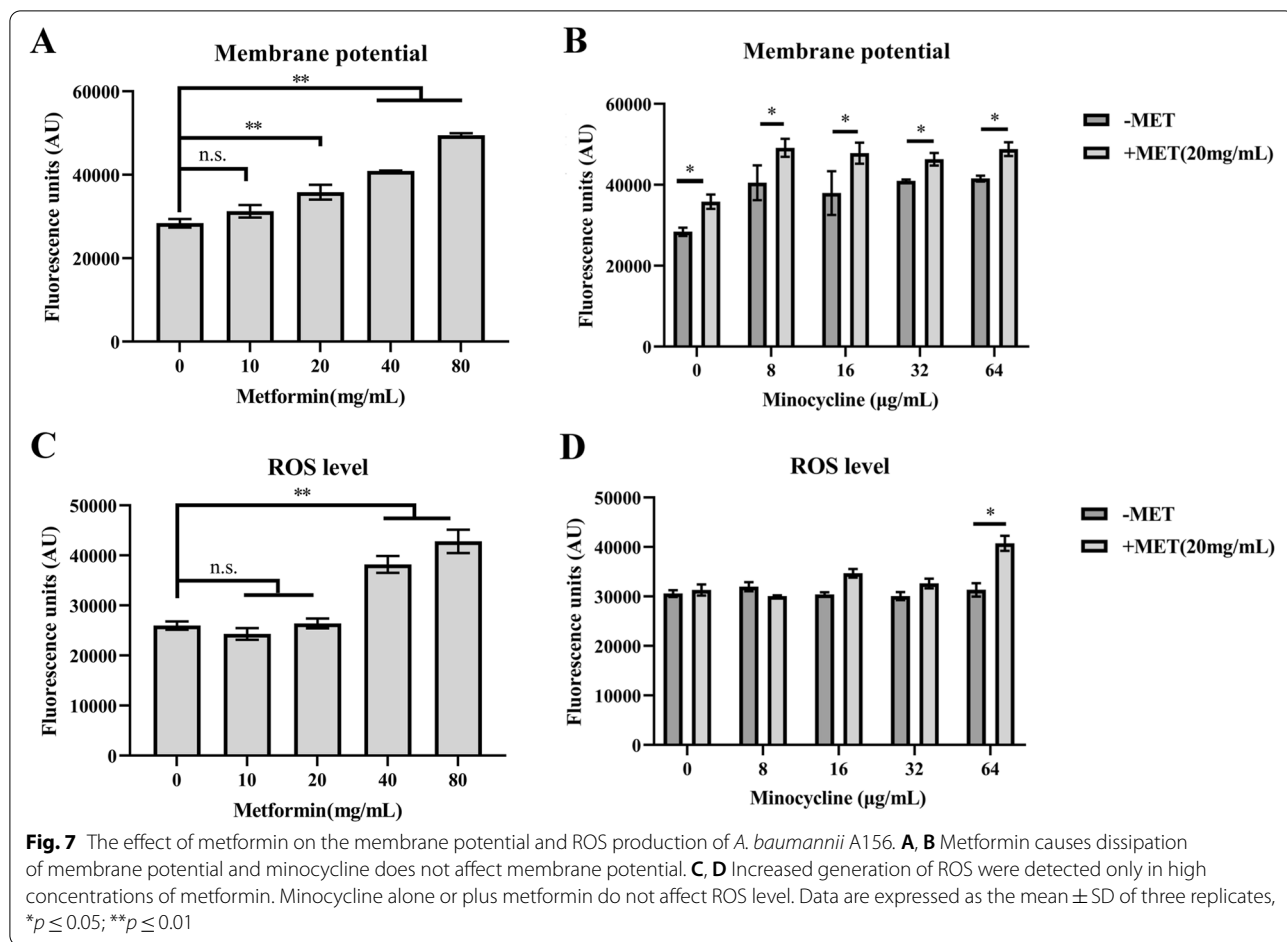 A
Membrane potential
**
**
n.s.
60000
40000
20000
0
Fluorescence units (AU)
0 10 20 40 80
Metformin(mg/mL)
B
Membrane potential
* * * * *
60000
40000
20000
0
Fluorescence units (AU)
0 8 16 32 64
Minocycline (μg/mL)
-MET
+MET(20mg/mL)
C
ROS level
**
n.s.
50000
40000
30000
20000
10000
0
Fluorescence units (AU)
0 10 20 40 80
Metformin(mg/mL)
D
ROS level
*
50000
40000
30000
20000
10000
0
Fluorescence units (AU)
0 8 16 32 64
Minocycline (μg/mL)
-MET
+MET(20mg/mL)
Fig. 7 The effect of metformin on the membrane potential and ROS production of A. baumannii A156. A, B Metformin causes dissipation
of membrane potential and minocycline does not affect membrane potential. C, D Increased generation of ROS were detected only in high
concentrations of metformin. Minocycline alone or plus metformin do not affect ROS level. Data are expressed as the mean ± SD of three replicates,
*p ≤ 0.05; **p ≤ 0.01